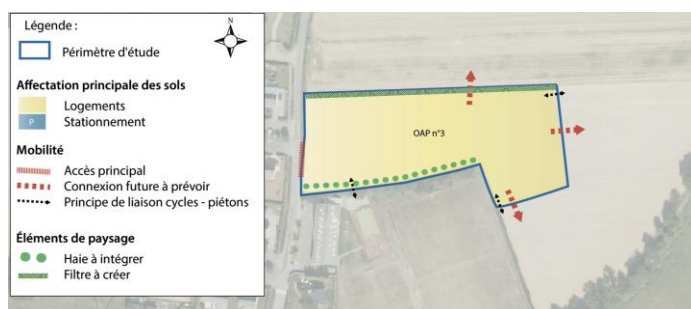 Légende :
N
Périmètre d'étude
Affectation principale des sols
Logements
P
Stationnement
Mobilité
Accès principal
Connexion future à prévoir
Principe de liaison cycles - piétons
Éléments de paysage
Haie à intégrer
Filtre à créer
OAP n°3